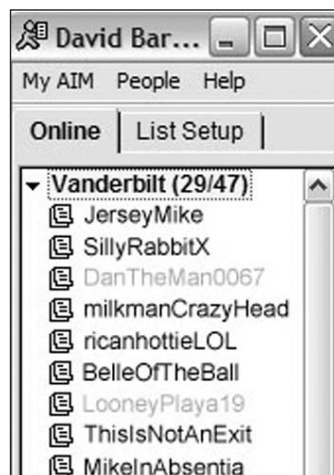 David Bar...
My AIM People Help
Online List Setup
Vanderbilt (29/47)
JerseyMike
SillyRabbitX
DanTheMan0067
milkmanCrazyHead
ricanhottieLOL
BelleOfTheBall
LooneyPlaya19
ThisIsNotAnExit
MikeInAbsentia